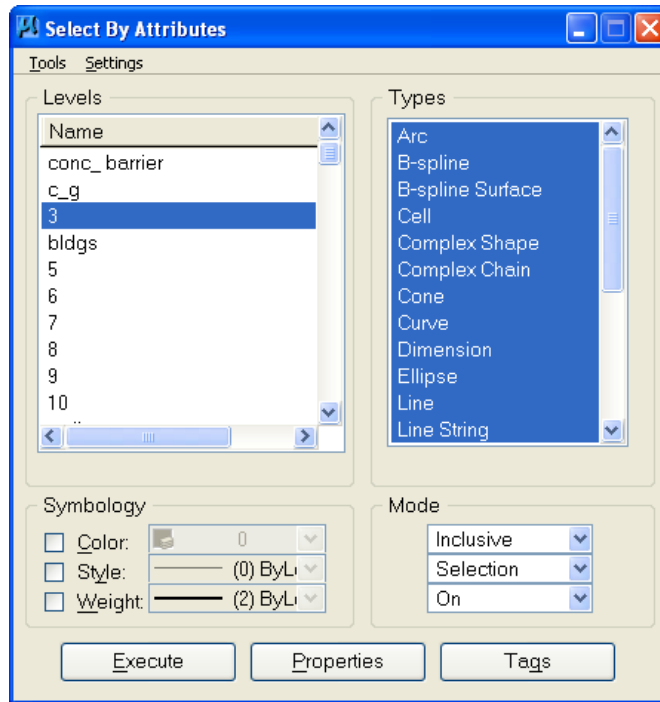 Select By Attributes
Tools Settings
Levels
Name
conc_ barrier
c_g
3
bldgs
5
6
7
8
9
10
Types
Arc
B-spline
B-spline Surface
Cell
Complex Shape
Complex Chain
Cone
Curve
Dimension
Ellipse
Line
Line String
Symbology
Color: 0
Style: (0) ByL
Weight: (2) ByL
Mode
Inclusive
Selection
On
Execute Properties Tags